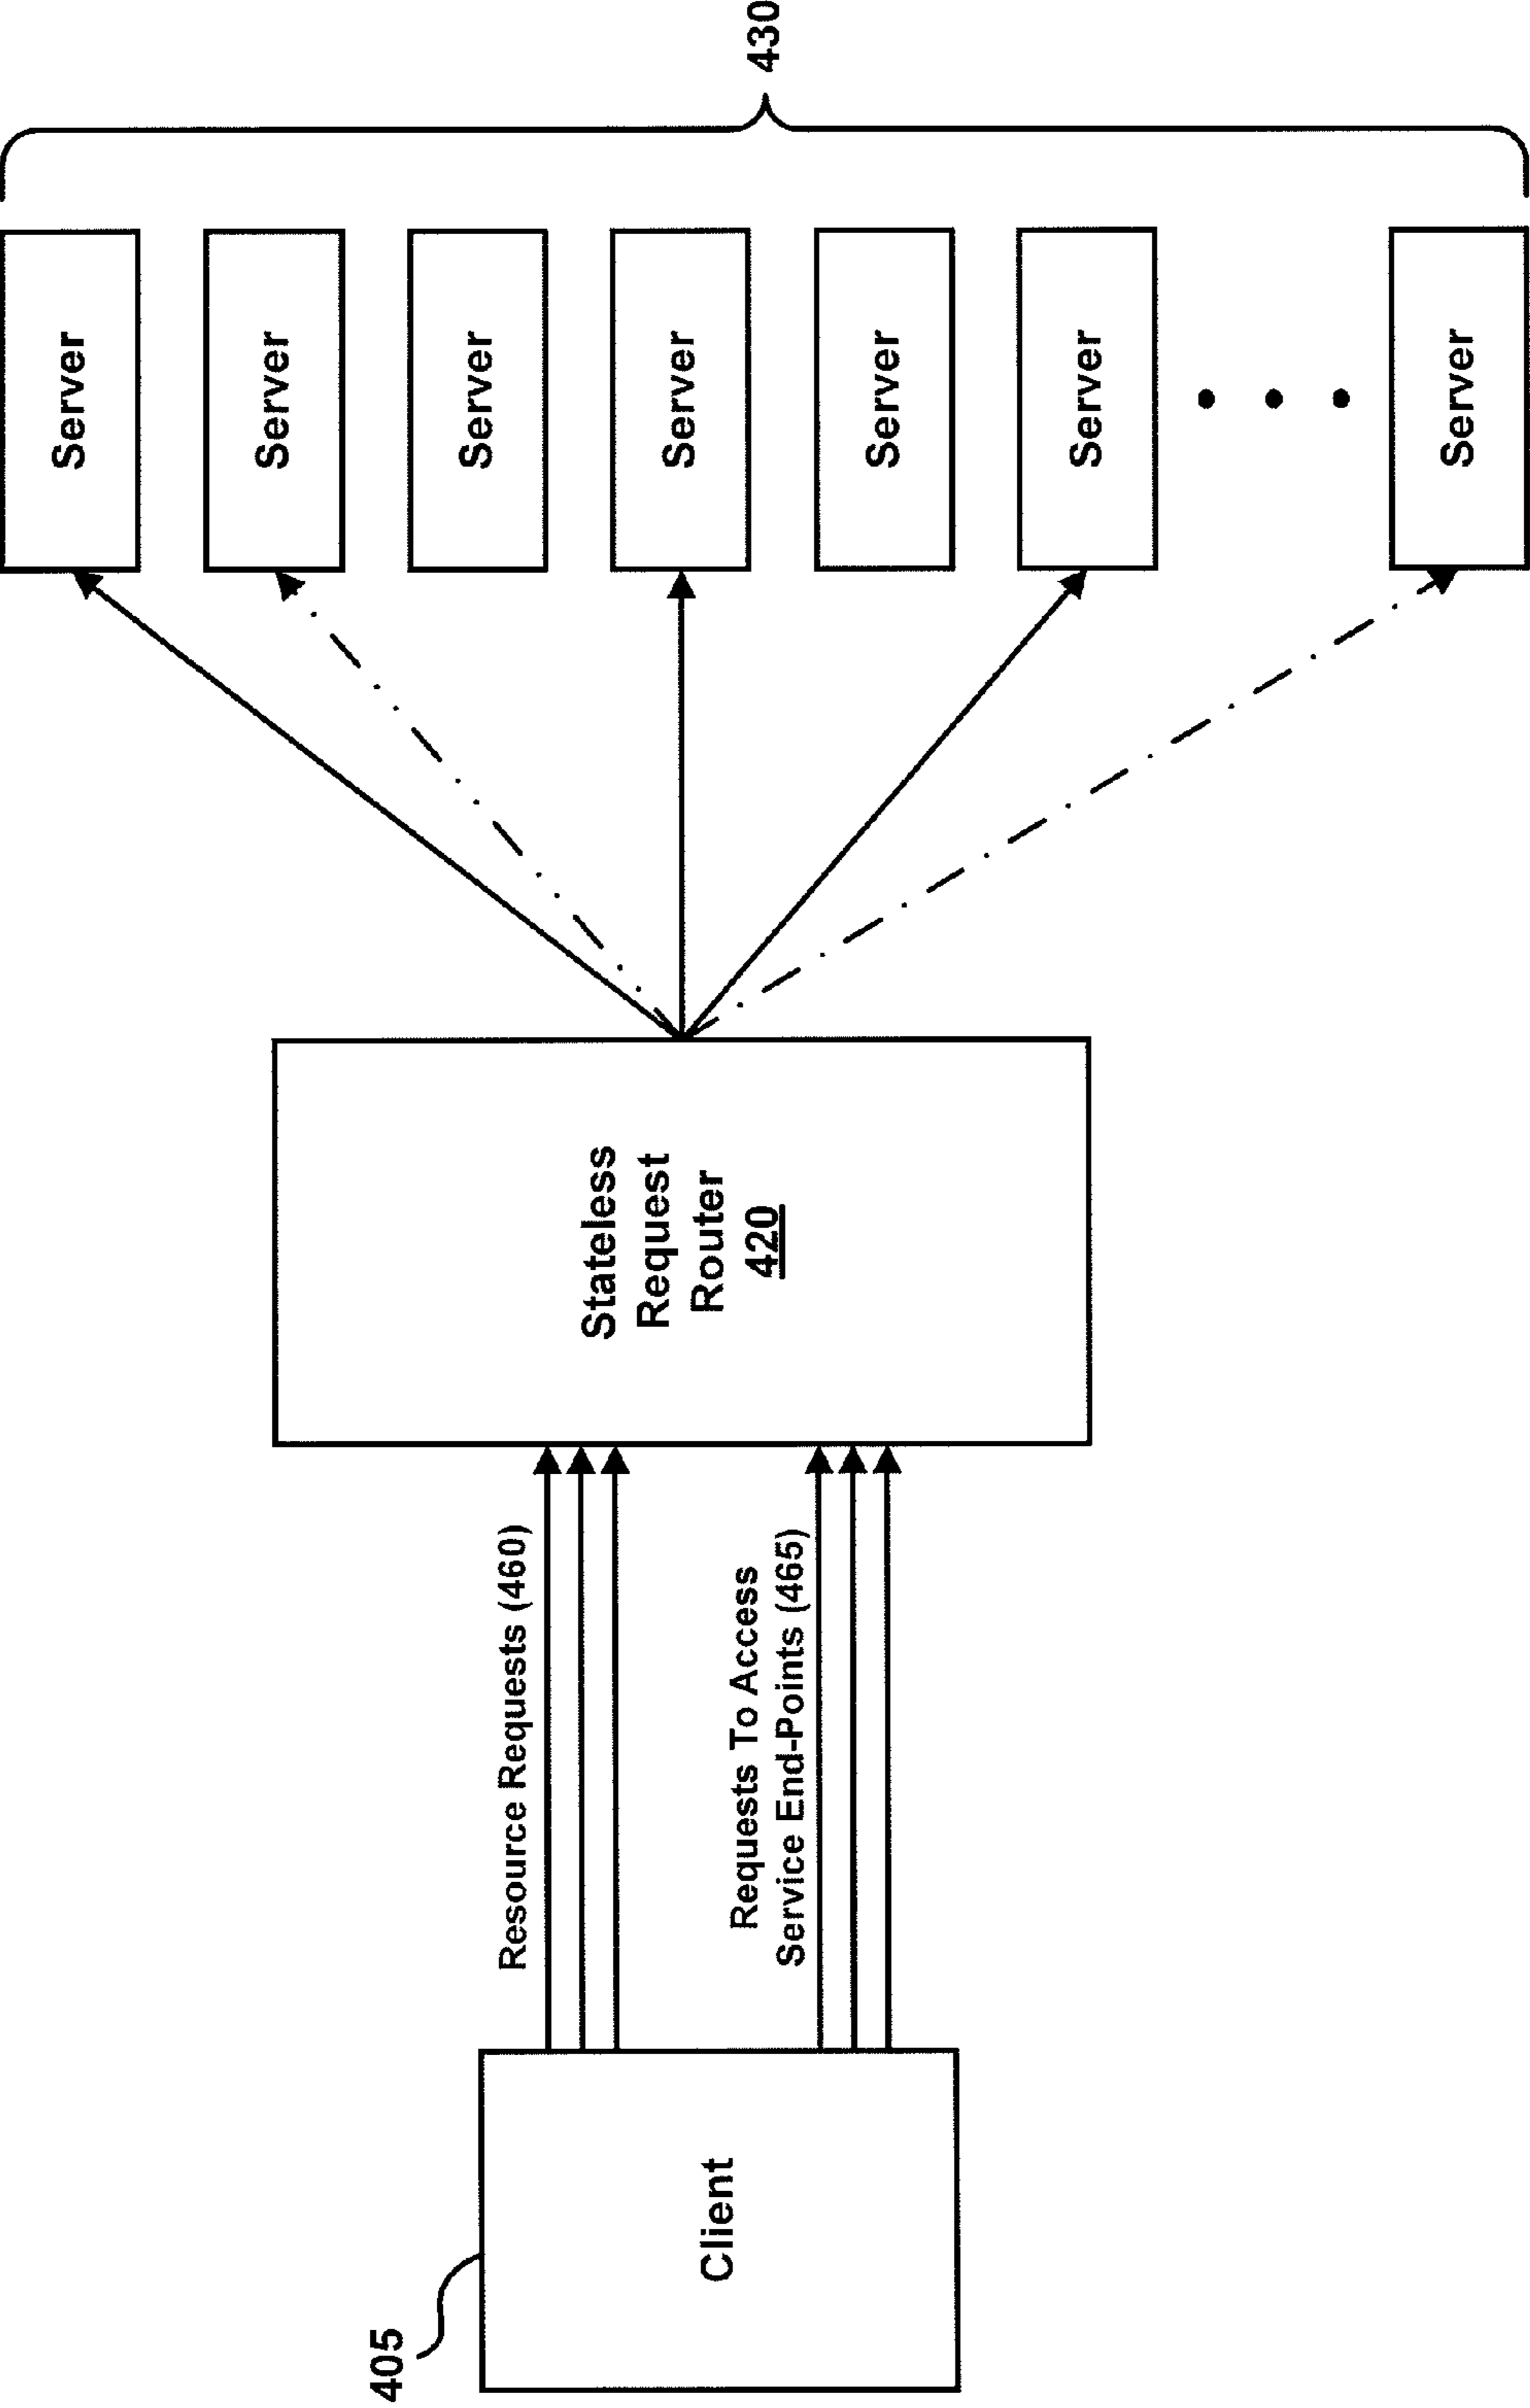 405
Client
Resource Requests (460)
Requests To Access
Service End-Points (465)
Stateless
Request
Router
420
Server
Server
Server
Server
Server
Server
Server
430